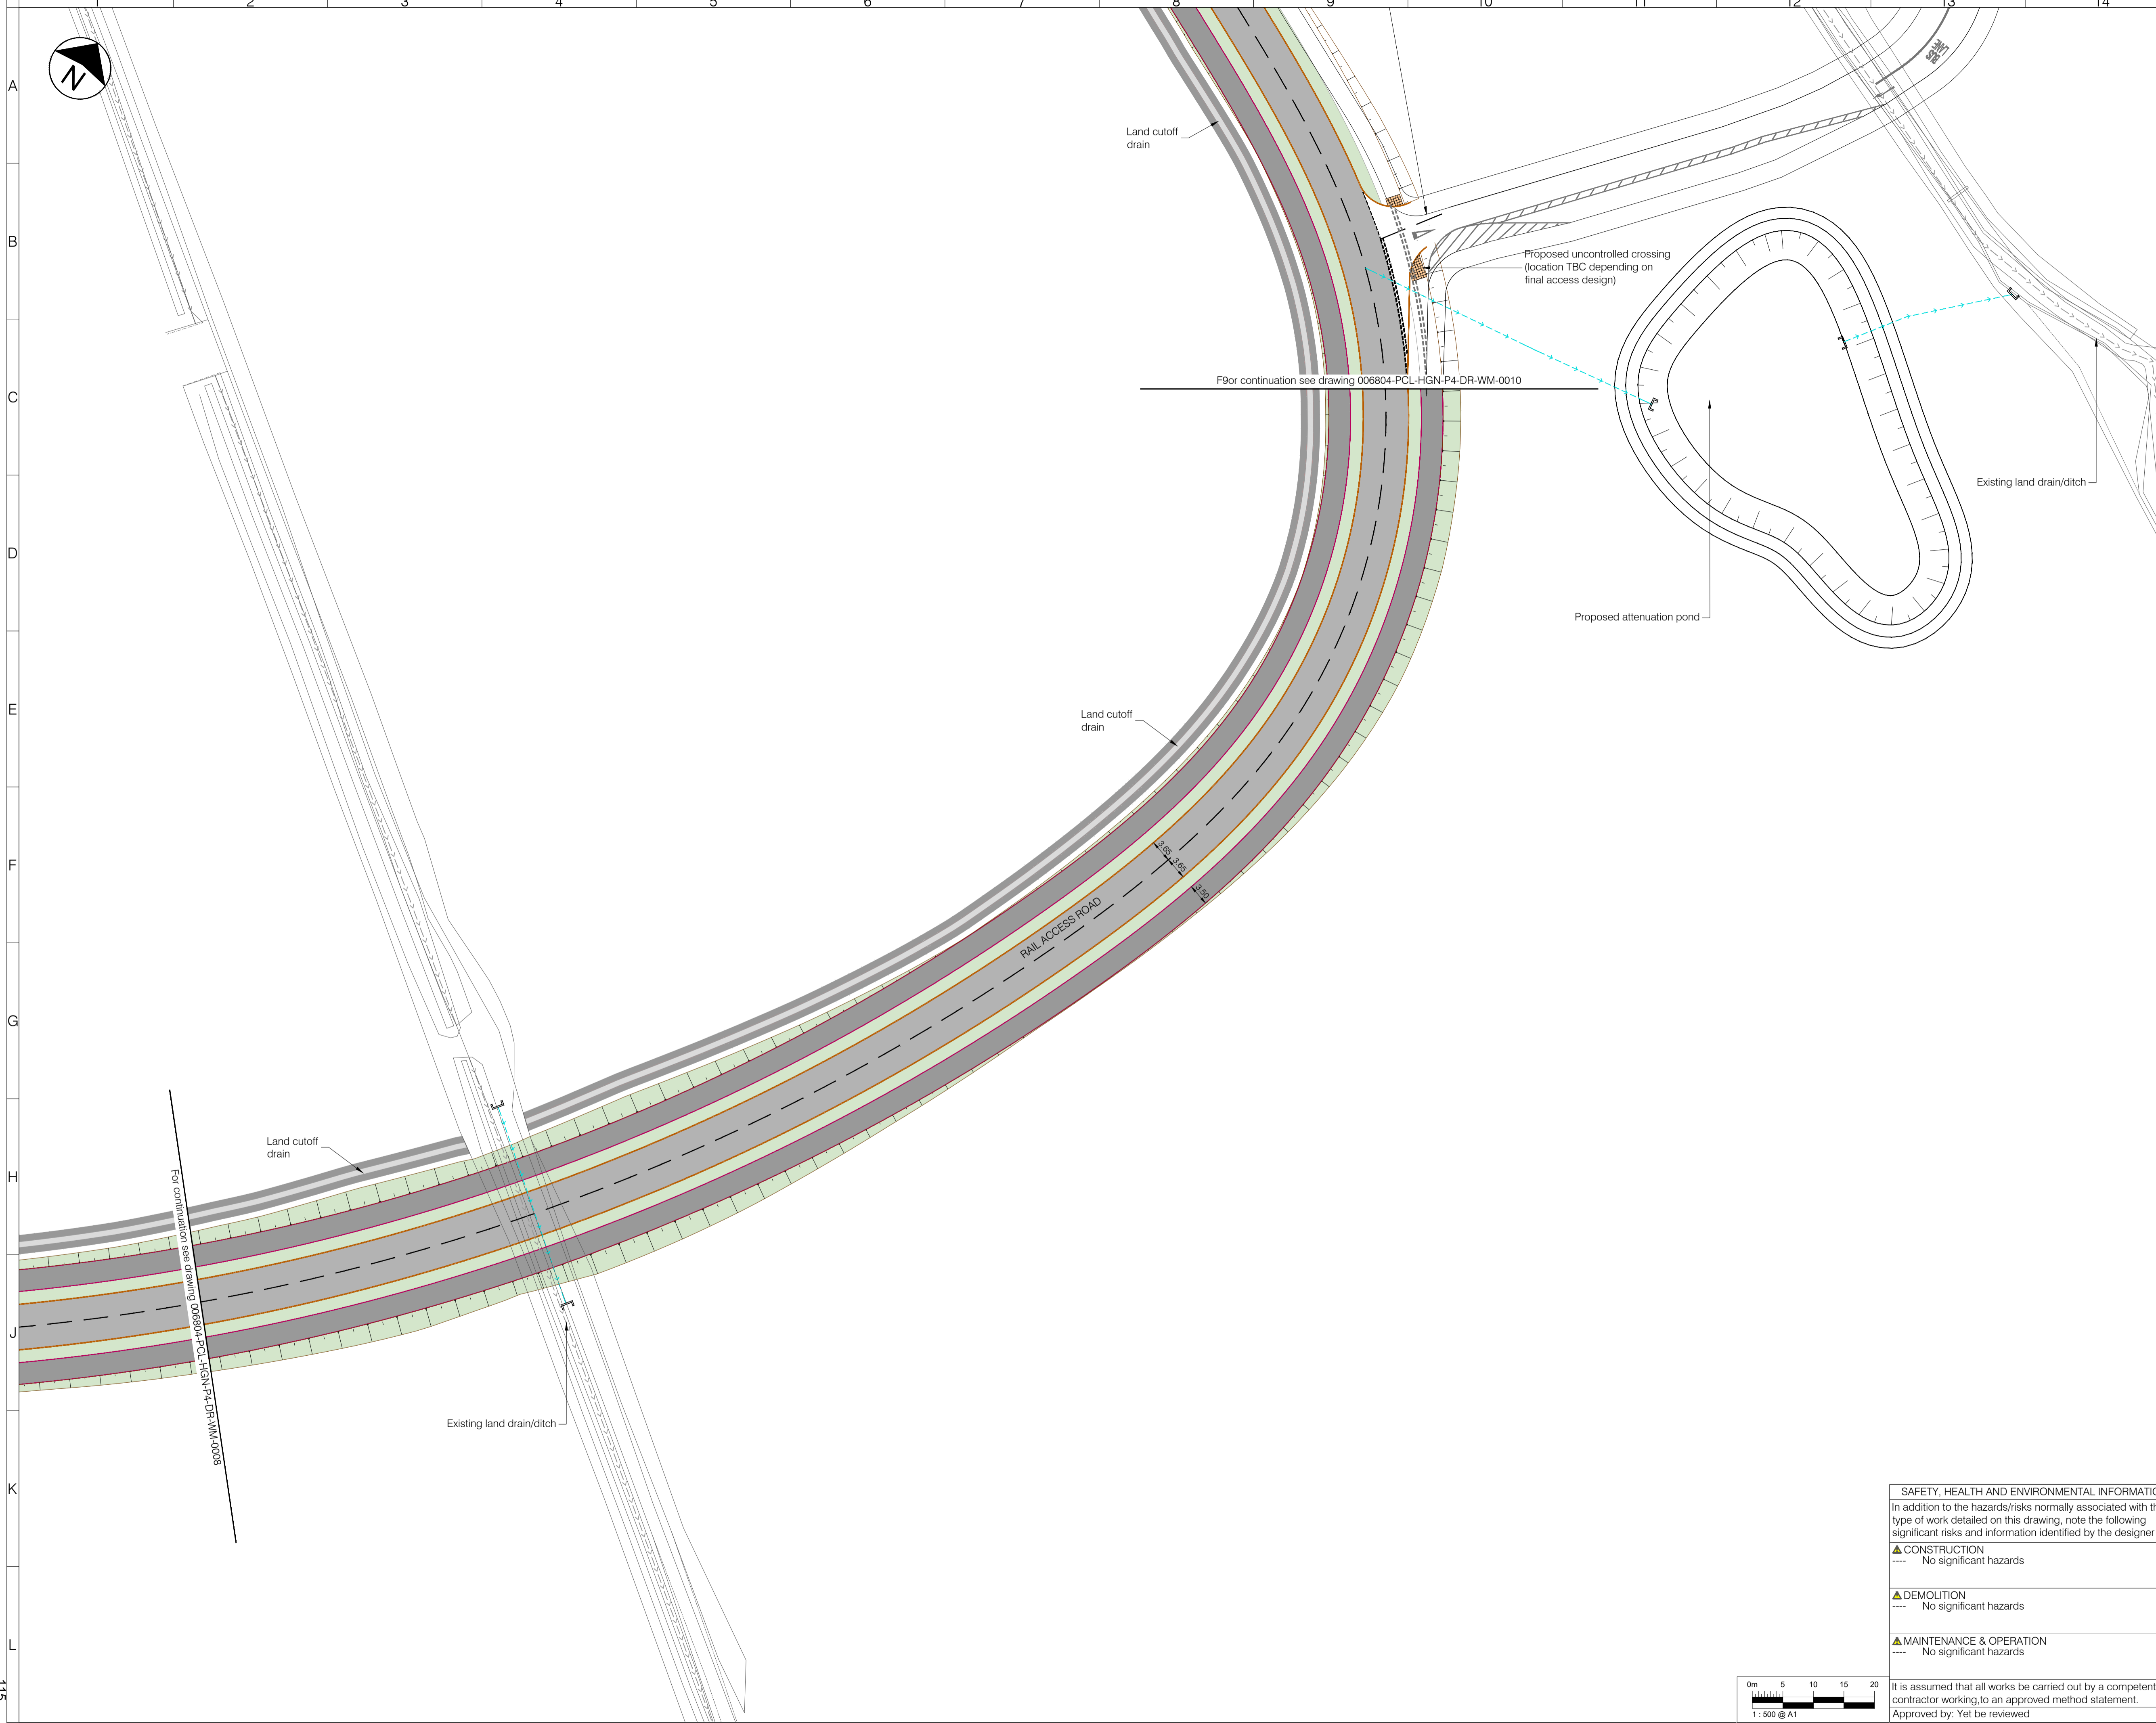 1 2 3 4 5 6 7 8 9 10 11 12 13 14
A
B
C
D
E
F
G
H
J
K
L
N
Land cutoff
drain
Proposed uncontrolled crossing
(location TBC depending on
final access design)
F9or continuation see drawing 006804-PCL-HGN-P4-DR-WM-0010
Existing land drain/ditch
Proposed attenuation pond
Land cutoff
drain
3.65
3.65
3.50
RAIL ACCESS ROAD
Land cutoff
drain
For continuation see drawing 006804-PCL-HGN-P4-DR-WM-0008
Existing land drain/ditch
SAFETY, HEALTH AND ENVIRONMENTAL INFORMATIO
In addition to the hazards/risks normally associated with th
type of work detailed on this drawing, note the following
significant risks and information identified by the designer
CONSTRUCTION
---- No significant hazards
DEMOLITION
---- No significant hazards
MAINTENANCE & OPERATION
---- No significant hazards
It is assumed that all works be carried out by a competent
contractor working,to an approved method statement.
Approved by: Yet be reviewed
0m 5 10 15 20
1 : 500 @ A1
115